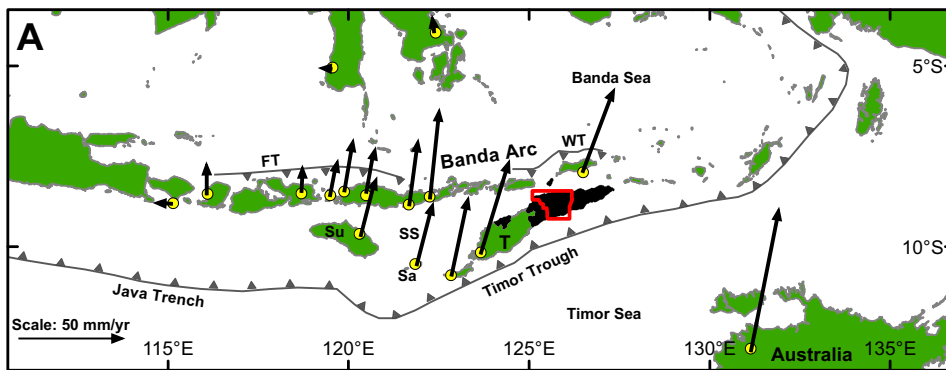 A
5°S
Banda Sea
Banda Arc
WT
FT
Su
SS
T
10°S
Sa
Timor Trough
Java Trench
Timor Sea
Scale: 50 mm/yr
115°E
120°E
125°E
130°E
135°E
Australia